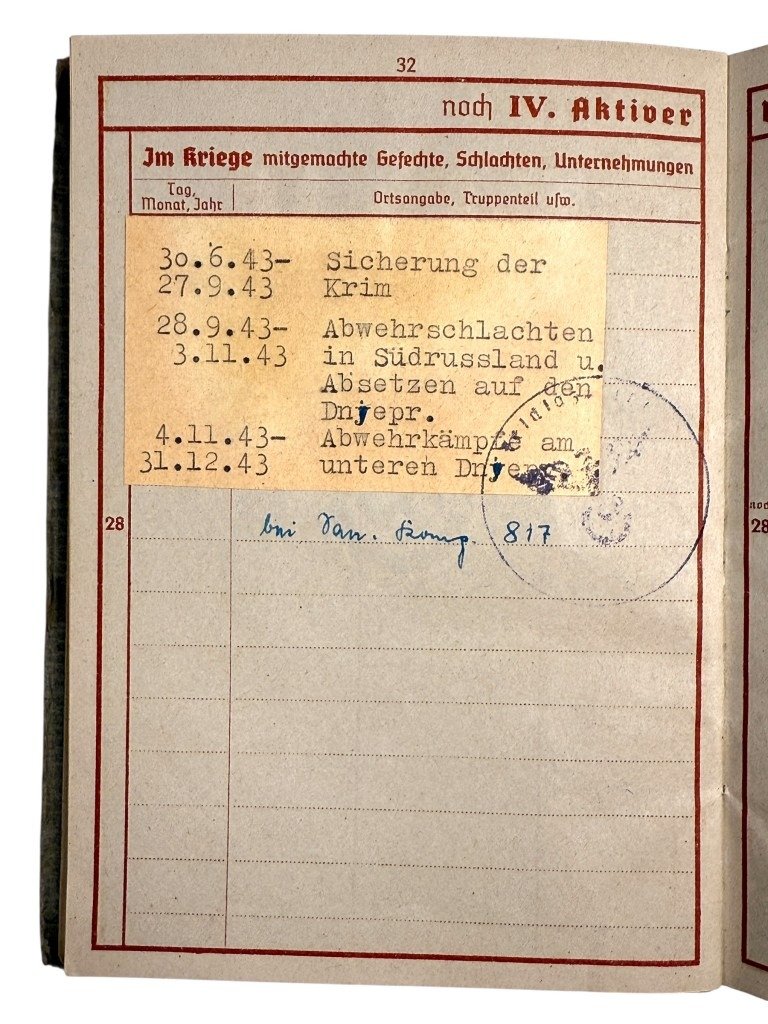 32
noch IV. Aktiver
Im Kriege mitgemachte Gefechte, Schlachten, Unternehmungen
Tag, Monat, Jahr
Ortsangabe, Truppenteil usw.
30.6.43- Sicherung der
27.9.43 Krim
28.9.43- Abwehrschlachten
3.11.43 in Südrussland u.
Absetzen auf den
Dnjepr.
4.11.43- Abwehrkämpfe am
31.12.43 unteren Dnjepr.
28 bei San. Komp. 817
28